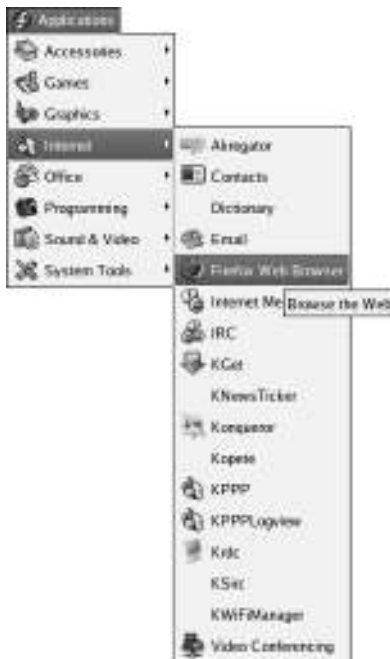 Applications
Accessories
Games
Graphics
Internet
Office
Programming
Sound & Video
System Tools
Akregator
Contacts
Dictionary
Email
Firefox Web Browser
Internet Me
Browse the Web
IRC
KGet
KNewsTicker
Konqueror
Kopete
KPPP
KPPPLogview
Krdc
KSirc
KWiFiManager
Video Conferencing